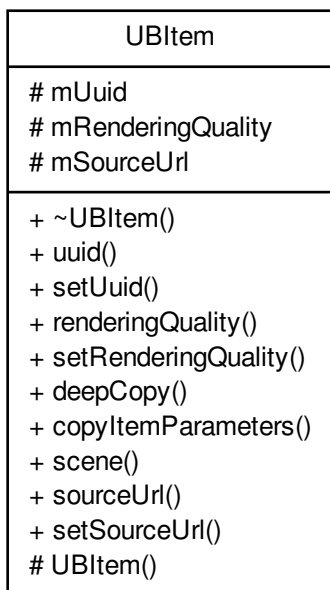 UBItem
# mUuid
# mRenderingQuality
# mSourceUrl
+ ~UBItem()
+ uuid()
+ setUuid()
+ renderingQuality()
+ setRenderingQuality()
+ deepCopy()
+ copyItemParameters()
+ scene()
+ sourceUrl()
+ setSourceUrl()
# UBItem()